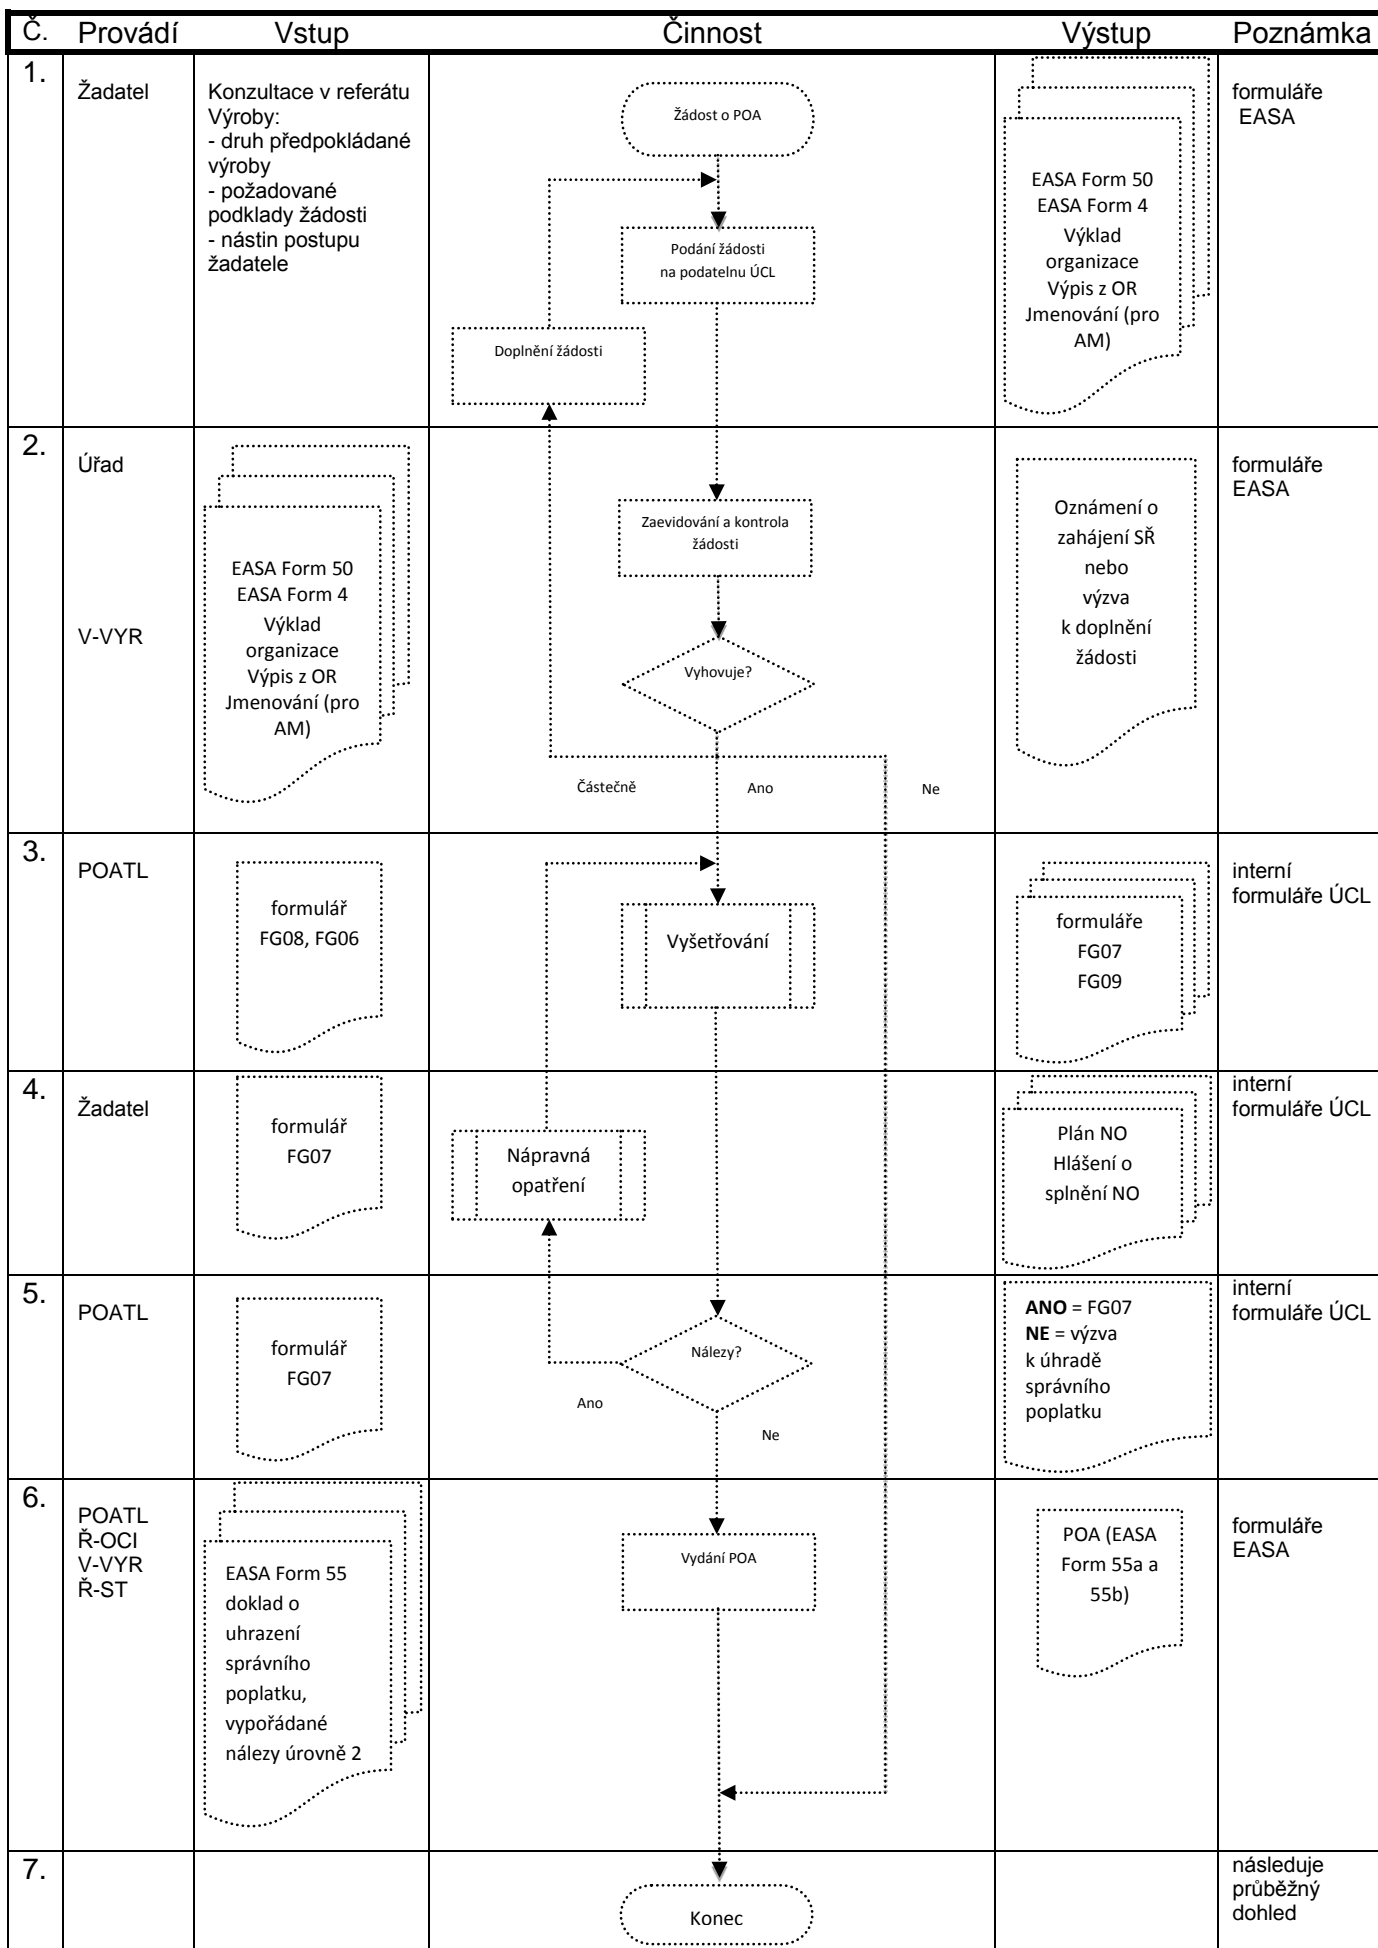 Č. Provádí Vstup Činnost Výstup Poznámka
1.
Žadatel
Konzultace v referátu
Výroby:
- druh předpokládané
výroby
- požadované
podklady žádosti
- nástin postupu
žadatele
Žádost o POA
Podání žádosti
na podatelnu ÚCL
Doplnění žádosti
EASA Form 50
EASA Form 4
Výklad
organizace
Výpis z OR
Jmenování (pro
AM)
formuláře
EASA
2.
Úřad
V-VYR
EASA Form 50
EASA Form 4
Výklad
organizace
Výpis z OR
Jmenování (pro
AM)
Zaevidování a kontrola
žádosti
Vyhovuje?
Částečně
Ano
Ne
Oznámení o
zahájení SŘ
nebo
výzva
k doplnění
žádosti
formuláře
EASA
3.
POATL
formulář
FG08, FG06
Vyšetřování
formuláře
FG07
FG09
interní
formuláře ÚCL
4.
Žadatel
formulář
FG07
Nápravná
opatření
Plán NO
Hlášení o
splnění NO
interní
formuláře ÚCL
5.
POATL
formulář
FG07
Nálezy?
Ano
Ne
ANO = FG07
NE = výzva
k úhradě
správního
poplatku
interní
formuláře ÚCL
6.
POATL
Ř-OCI
V-VYR
Ř-ST
EASA Form 55
doklad o
uhrazení
správního
poplatku,
vypořádané
nálezy úrovně 2
Vydání POA
POA (EASA
Form 55a a
55b)
formuláře
EASA
7.
Konec
následuje
průběžný
dohled